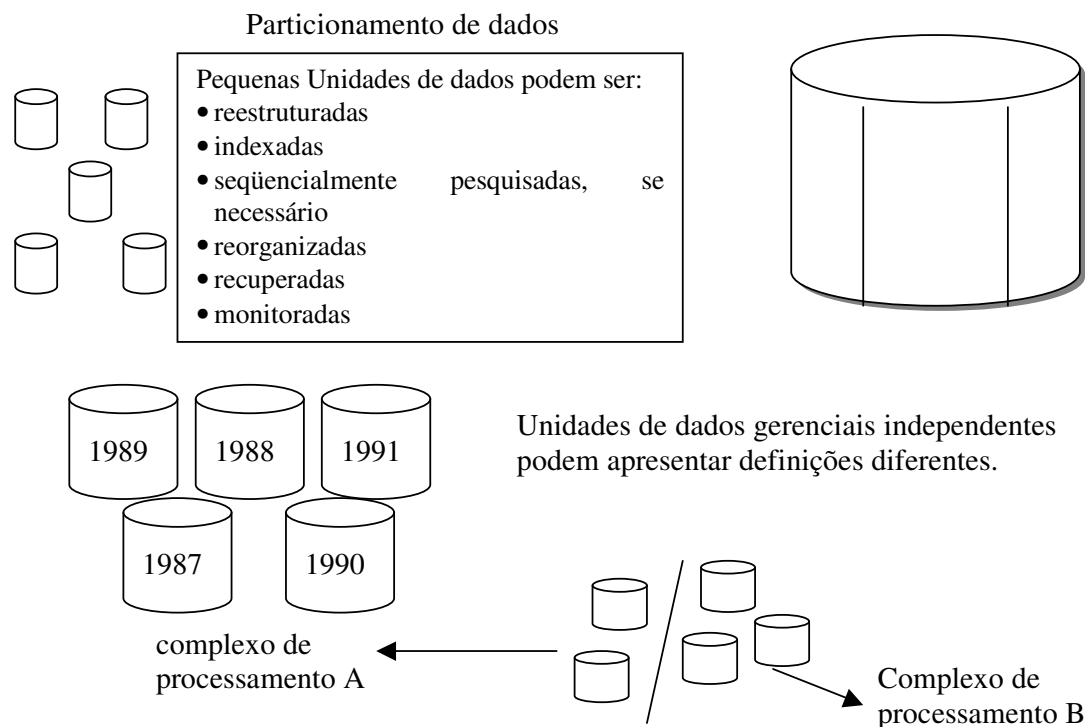 Particionamento de dados
Pequenas Unidades de dados podem ser:
• reestruturadas
• indexadas
• seqüencialmente pesquisadas, se
necessário
• reorganizadas
• recuperadas
• monitoradas
1989 1988 1991
Unidades de dados gerenciais independentes
podem apresentar definições diferentes.
1987 1990
complexo de
processamento A
Complexo de
processamento B